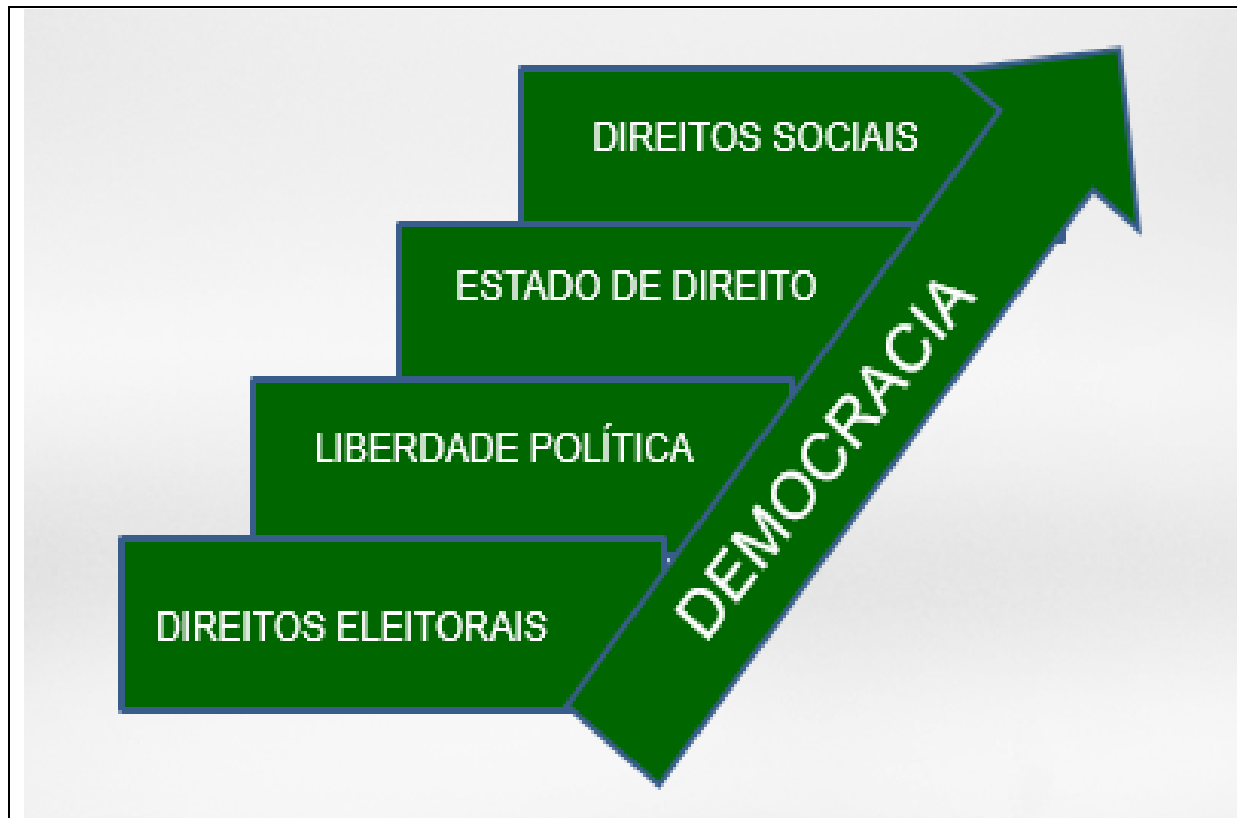 DIREITOS SOCIAIS
ESTADO DE DIREITO
LIBERDADE POLÍTICA
DIREITOS ELEITORAIS
DEMOCRACIA